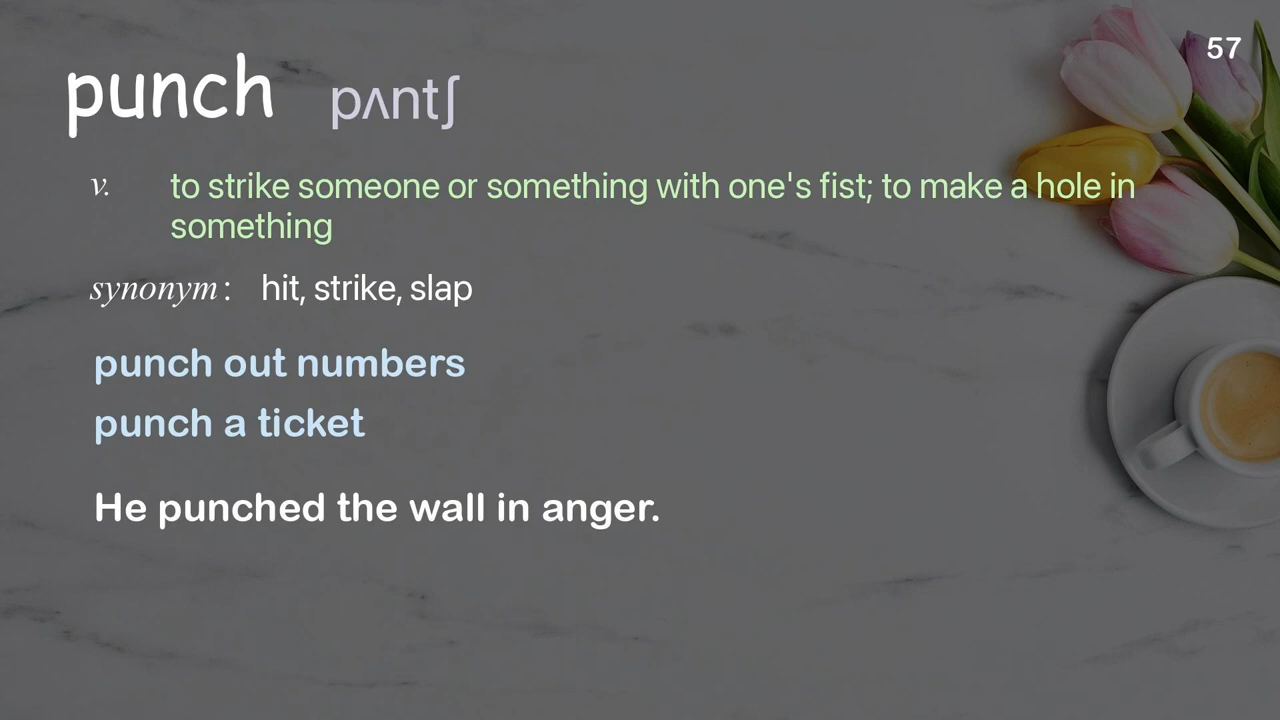 57
punch pʌntʃ
v. to strike someone or something with one's fist; to make a hole in
something
synonym: hit, strike, slap
punch out numbers
punch a ticket
He punched the wall in anger.